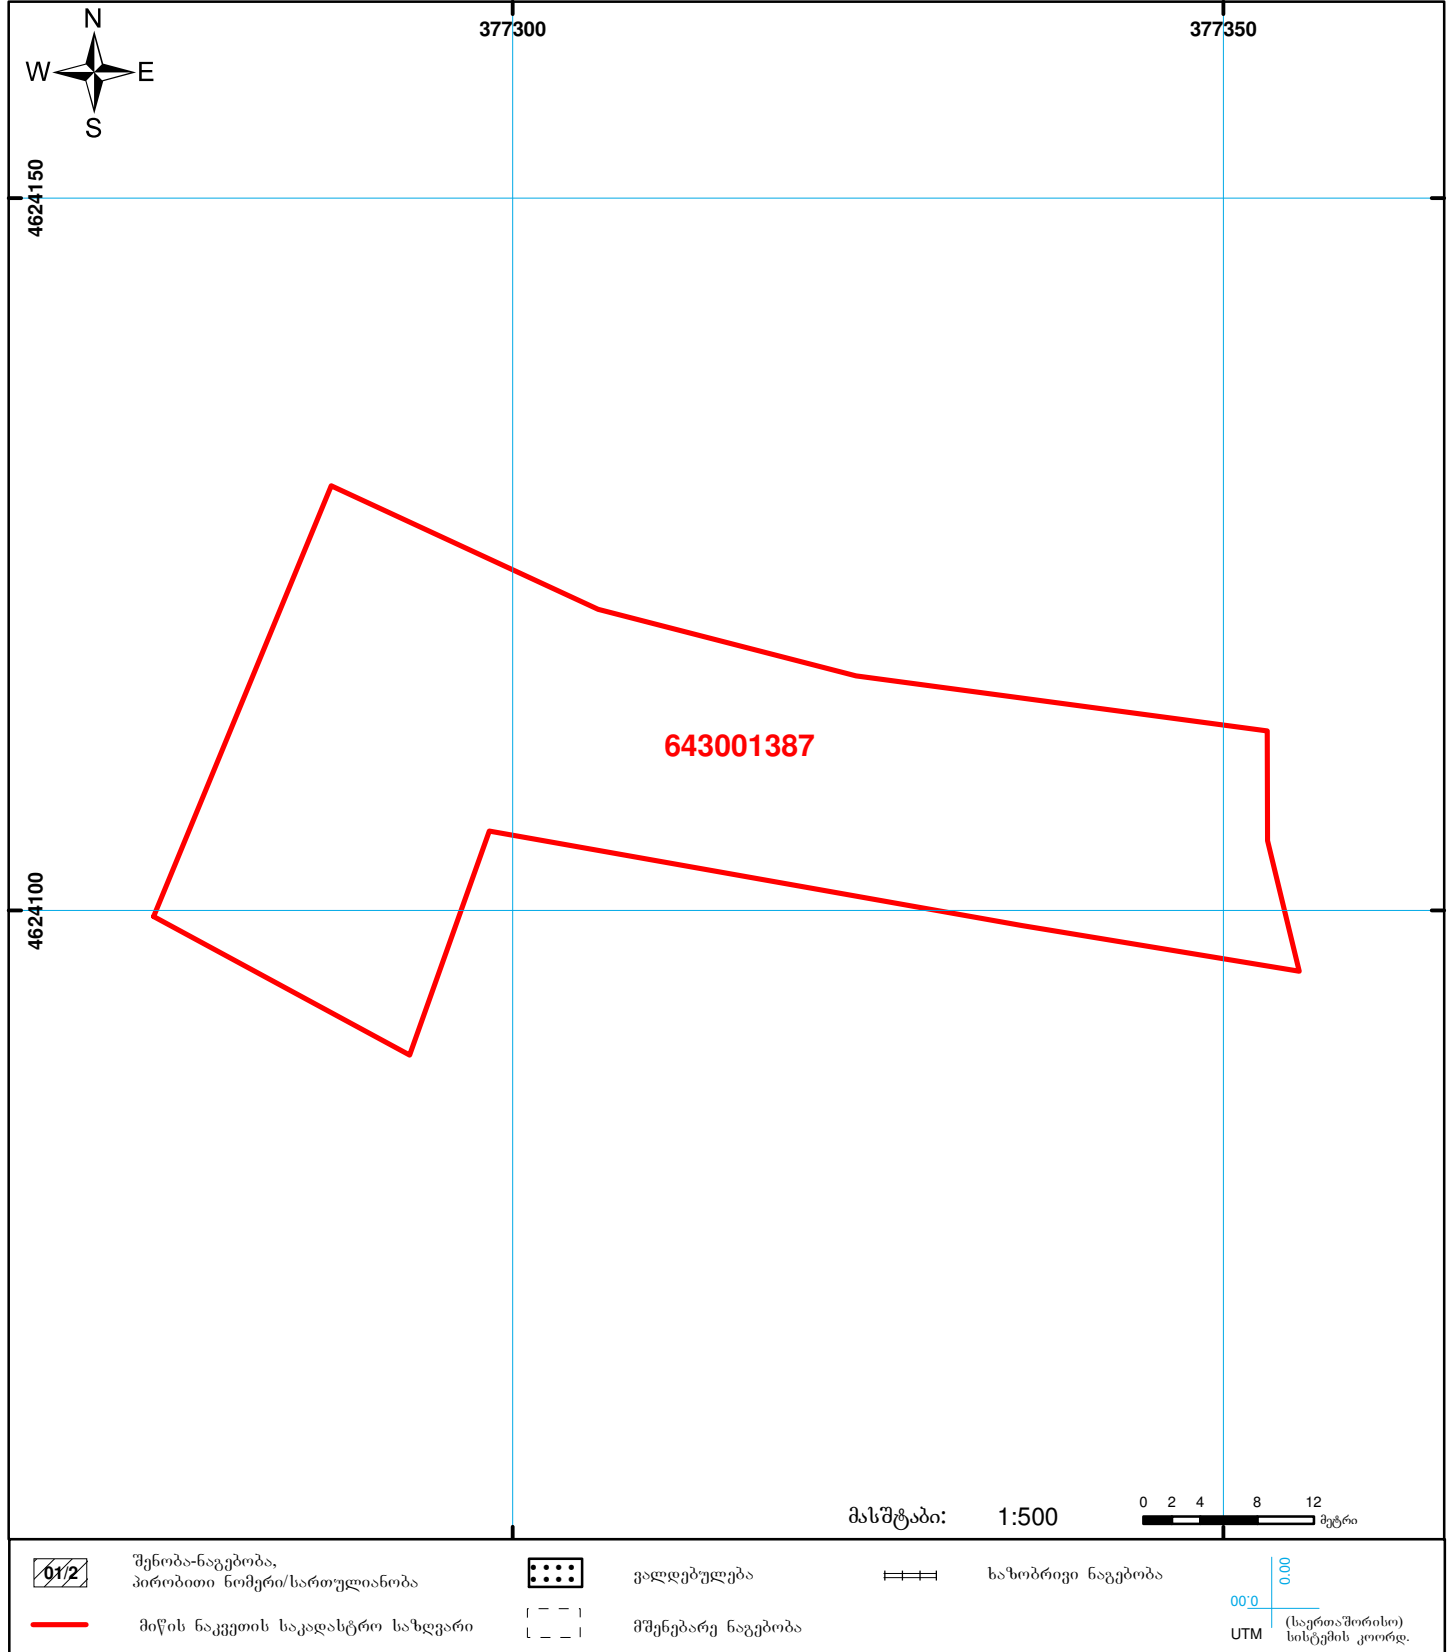 N
W E
S
377300
377350
4624150
4624100
643001387
მასშტაბი: 1:500
0 2 4 8 12
მეტრი
01/2
შენობა-ნაგებობა,
პირობითი ნომერი/სართულიანობა
ვალდებულება
ხაზობრივი ნაგებობა
მიწის ნაკვეთის საკადასტრო საზღვარი
მშენებარე ნაგებობა
0.00
00.0
UTM
(საერთაშორისო)
სისტემის კოორდ.